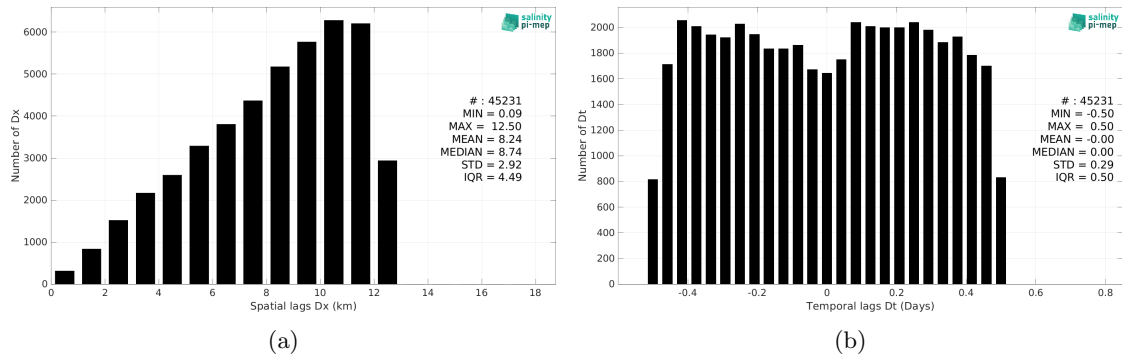 salinity
pi-mep
6000
5000
4000
3000
2000
1000
0
Number of Dx
# : 45231
MIN = 0.09
MAX = 12.50
MEAN = 8.24
MEDIAN = 8.74
STD = 2.92
IQR = 4.49
0 2 4 6 8 10 12 14 16 18
Spatial lags Dx (km)
(a)
salinity
pi-mep
2000
1800
1600
1400
1200
1000
800
600
400
200
0
Number of Dt
# : 45231
MIN = -0.50
MAX = 0.50
MEAN = -0.00
MEDIAN = 0.00
STD = 0.29
IQR = 0.50
-0.4 -0.2 0 0.2 0.4 0.6 0.8
Temporal lags Dt (Days)
(b)